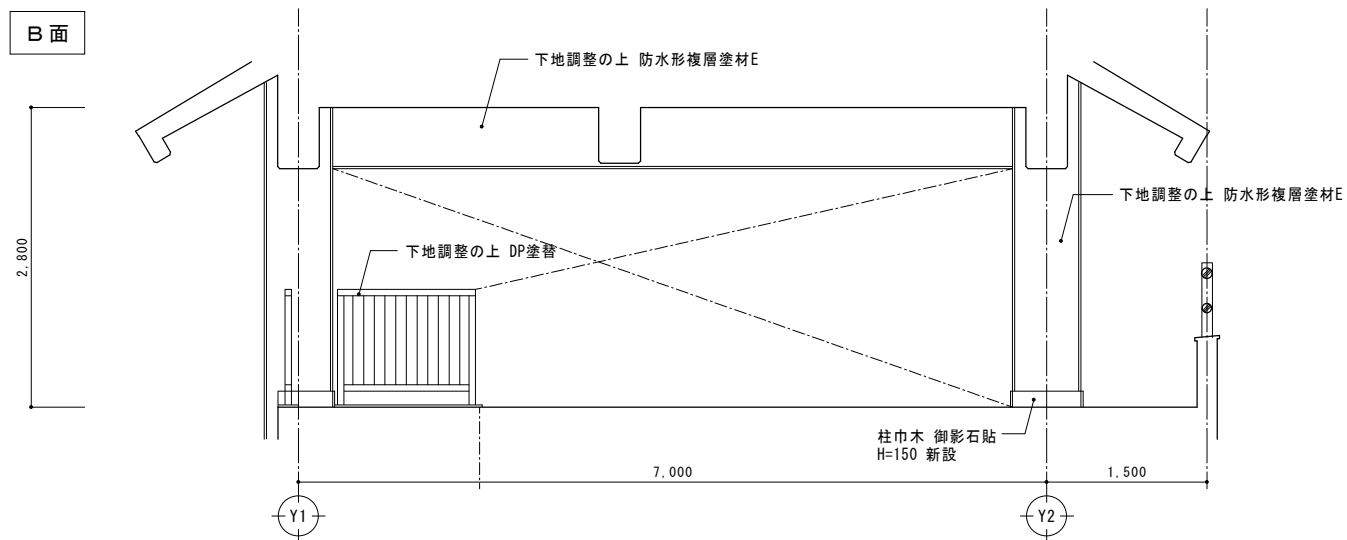 B面
下地調整の上 防水形複層塗材E
下地調整の上 防水形複層塗材E
下地調整の上 DP塗替
2,800
柱巾木 御影石貼
H=150 新設
7,000
1,500
Y1
Y2